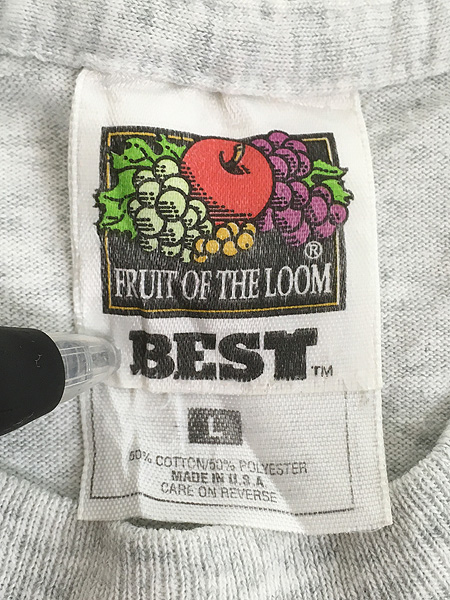 ®
FRUIT OF THE LOOM
BEST™
L
50% COTTON/50% POLYESTER
MADE IN U.S.A
CARE ON REVERSE